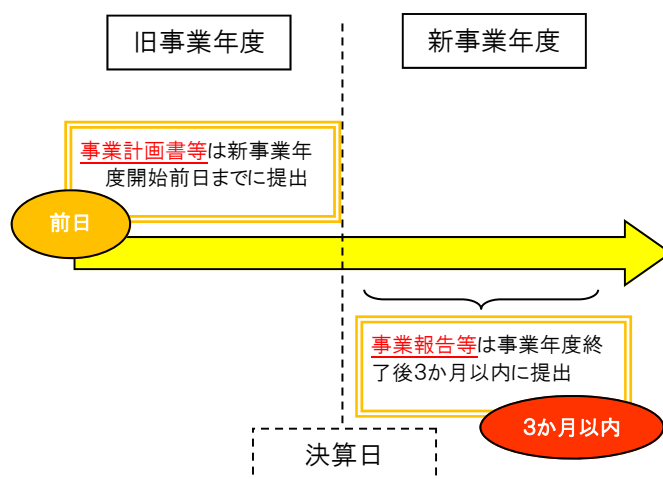 旧事業年度
新事業年度
事業計画書等は新事業年
度開始前日までに提出
前日
事業報告等は事業年度終
了後3か月以内に提出
3か月以内
決算日